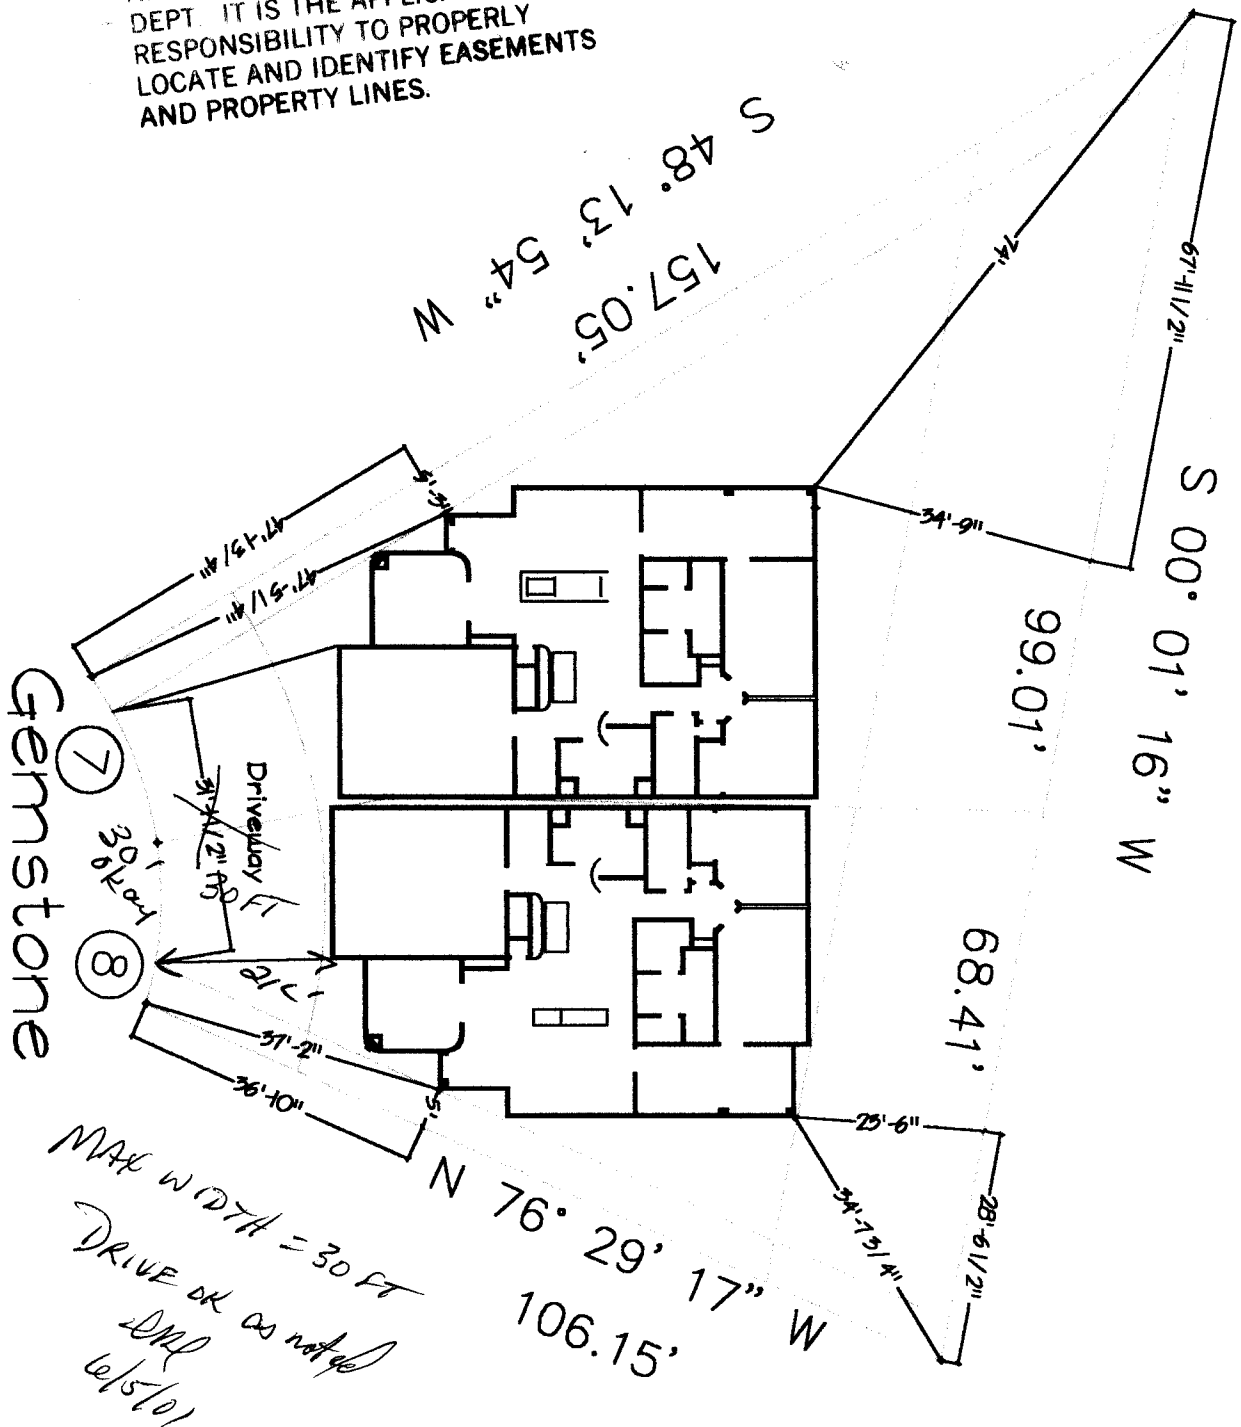 DEPT. IT IS THE
RESPONSIBILITY TO PROPERLY
LOCATE AND IDENTIFY EASEMENTS
AND PROPERTY LINES.
S 48° 13' 54" W
157.05'
74'
67'-11 1/2"
34'-9"
S 00° 01' 16" W
99.01'
68.41'
5'-3"
47'-1 3/4"
47'-5 1/4"
Gemstone
7
8
Driveway
30 FT
30'
okay
37'-2"
36'-10"
5'
23'-6"
34'-7 3/4"
28'-6 1/2"
N 76° 29' 17" W
106.15'
MAX WIDTH = 30 FT
DRIVE OK as noted
6/5/01